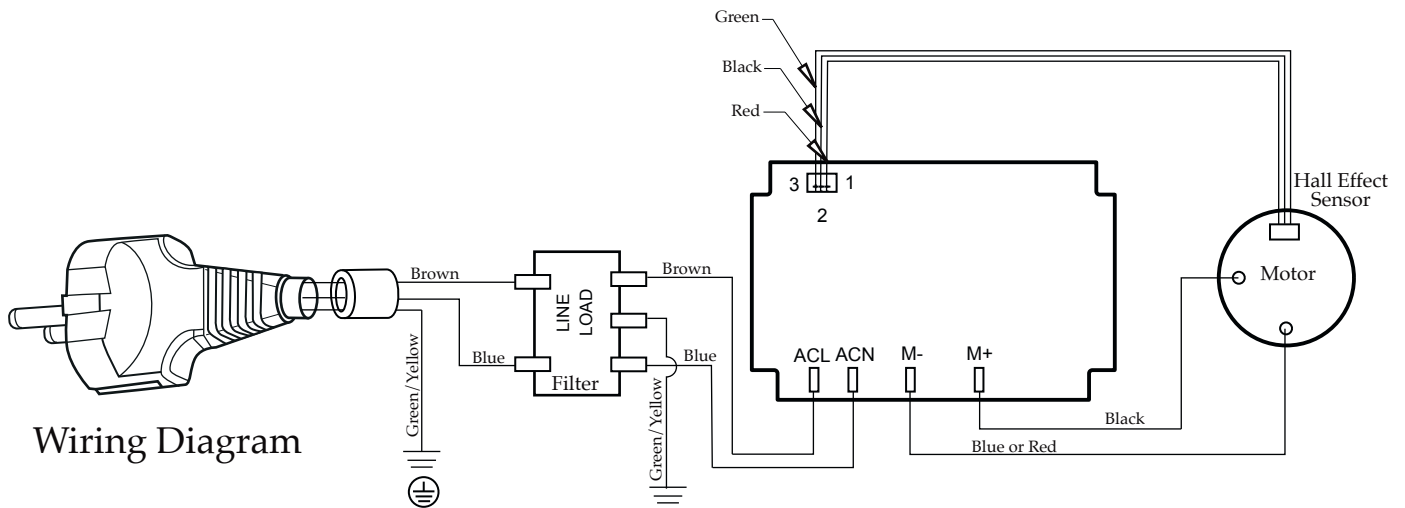 Green
Black
Red
3
1
2
Hall Effect
Sensor
Motor
Brown
Brown
LINE
LOAD
Blue
Blue
Filter
ACL
ACN
M-
M+
Green/Yellow
Green/Yellow
Black
Blue or Red
Wiring Diagram